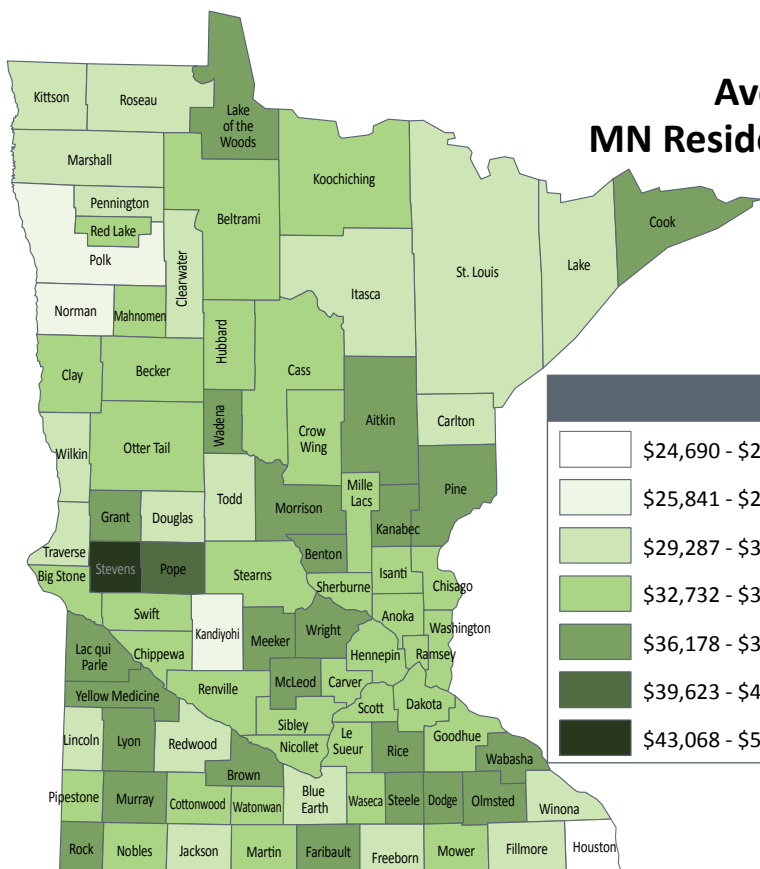 Ave
MN Reside
Kittson
Roseau
Lake
of the
Woods
Marshall
Koochiching
Pennington
Beltrami
Cook
Red Lake
Polk
Clearwater
St. Louis
Lake
Itasca
Norman
Mahnomen
Hubbard
Cass
Clay
Becker
Wadena
Aitkin
Carlton
Crow
Wing
Otter Tail
Wilkin
Pine
Mille
Lacs
Todd
Morrison
Grant
Douglas
Kanabec
Traverse
Benton
Stevens
Pope
Stearns
Isanti
Big Stone
Sherburne
Chisago
Swift
Anoka
Kandiyohi
Wright
Washington
Meeker
Lac qui
Parle
Chippewa
Hennepin
Ramsey
McLeod
Carver
Renville
Yellow Medicine
Scott
Dakota
Sibley
Lincoln
Lyon
Redwood
Nicollet
Le
Sueur
Rice
Goodhue
Wabasha
Brown
Pipestone
Murray
Cottonwood
Watonwan
Blue
Earth
Waseca
Steele
Dodge
Olmsted
Winona
Rock
Nobles
Jackson
Martin
Faribault
Freeborn
Mower
Fillmore
Houston
$24,690 - $2
$25,841 - $2
$29,287 - $3
$32,732 - $3
$36,178 - $3
$39,623 - $4
$43,068 - $5